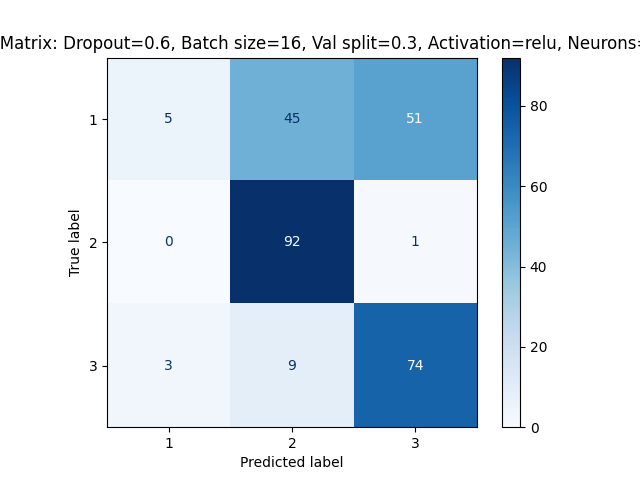 Matrix: Dropout=0.6, Batch size=16, Val split=0.3, Activation=relu, Neurons=
1 5 45 51
2 0 92 1
3 3 9 74
1 2 3
Predicted label
True label
80
60
40
20
0